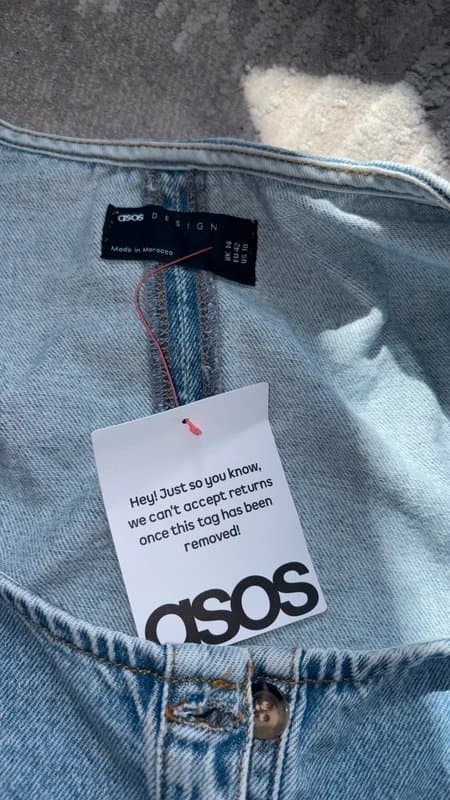 asos DESIGN
Made in Morocco
UK 14
EU 42
US 10
Hey! Just so you know,
we can't accept returns
once this tag has been
removed!
asos